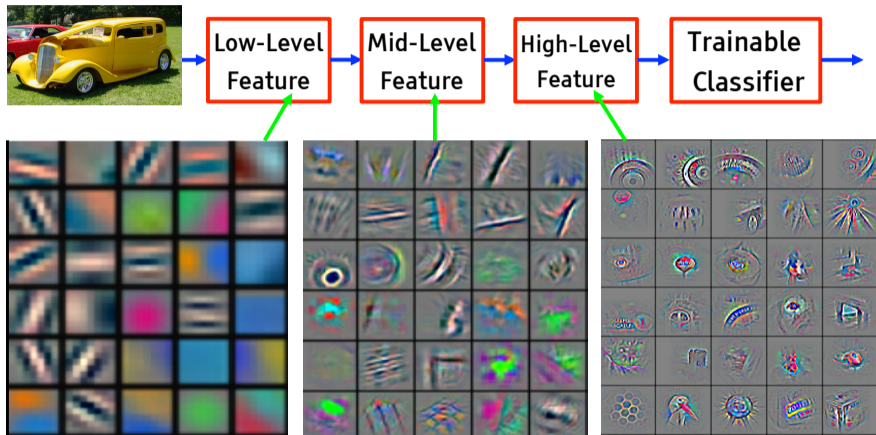 Low-Level
Feature
Mid-Level
Feature
High-Level
Feature
Trainable
Classifier